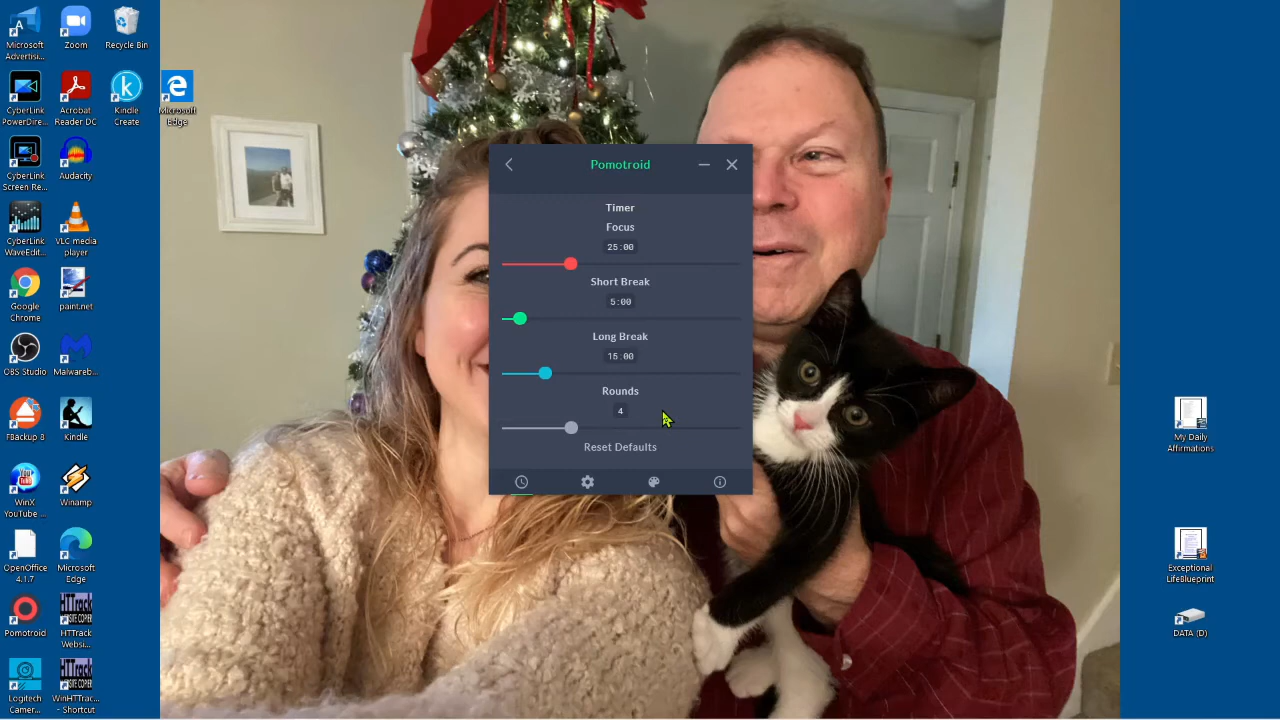 Microsoft
Advertisi...
Zoom
Recycle Bin
CyberLink
PowerDire...
Acrobat
Reader DC
Kindle
Create
Microsoft
Edge
CyberLink
Screen Re...
Audacity
CyberLink
WaveEdit...
VLC media
player
Google
Chrome
paint.net
OBS Studio
Malwareb...
FBackup 8
Kindle
WinX
YouTube ...
Winamp
OpenOffice
4.1.7
Microsoft
Edge
Pomotroid
HTTrack
Websi...
Logitech
Camer...
WinHTTrac...
- Shortcut
Pomotroid
Timer
Focus
25:00
Short Break
5:00
Long Break
15:00
Rounds
4
Reset Defaults
My Daily
Affirmations
Exceptional
LifeBlueprint
DATA (D)